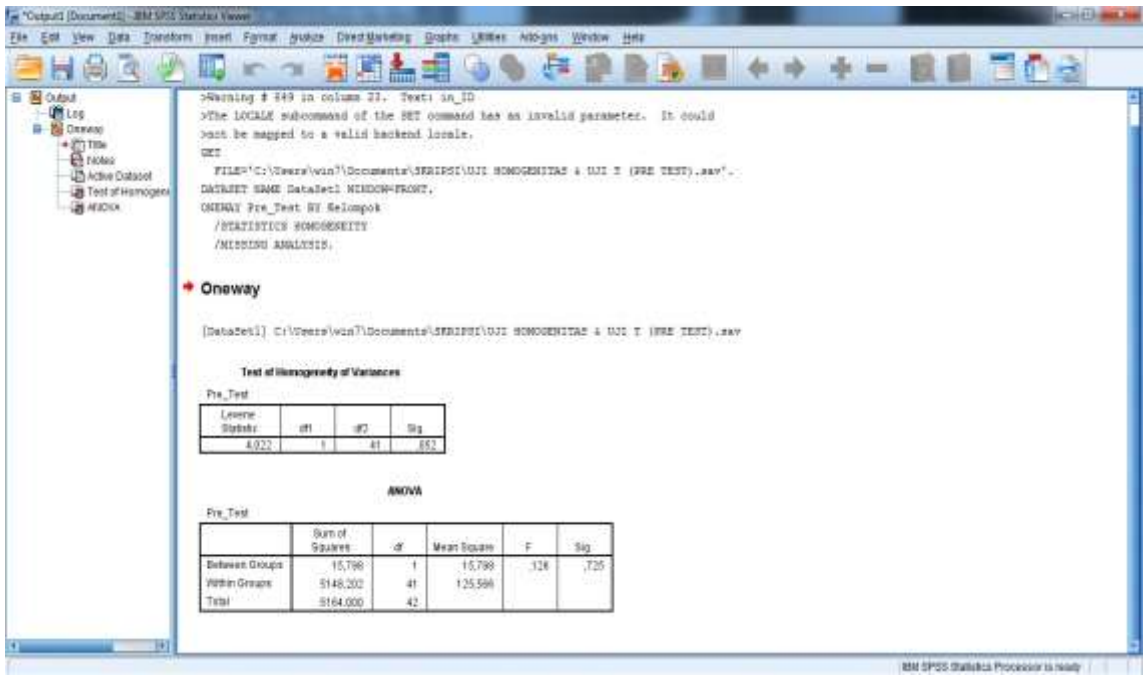 *Output1 [Document1] - IBM SPSS Statistics Viewer
File Edit View Data Transform Insert Format Analyze Direct Marketing Graphs Utilities Add-ons Window Help
Output
Log
Oneway
Title
Notes
Active Dataset
Test of Homogene
ANOVA
>Warning # 849 in column 23. Text: in_ID
>The LOCALE subcommand of the SET command has an invalid parameter. It could
>not be mapped to a valid backend locale.
GET
FILE='C:\Users\win7\Documents\SKRIPSI\UJI HOMOGENITAS & UJI T (PRE TEST).sav'.
DATASET NAME DataSet1 WINDOW=FRONT.
ONEWAY Pre_Test BY Kelompok
/STATISTICS HOMOGENEITY
/MISSING ANALYSIS.
Oneway
[DataSet1] C:\Users\win7\Documents\SKRIPSI\UJI HOMOGENITAS & UJI T (PRE TEST).sav
Test of Homogeneity of Variances
Pre_Test
Levene Statistic df1 df2 Sig.
4,022 1 41 ,052
ANOVA
Pre_Test
Sum of Squares df Mean Square F Sig.
Between Groups 15,798 1 15,798 ,126 ,725
Within Groups 5148,202 41 125,566
Total 5164,000 42
IBM SPSS Statistics Processor is ready